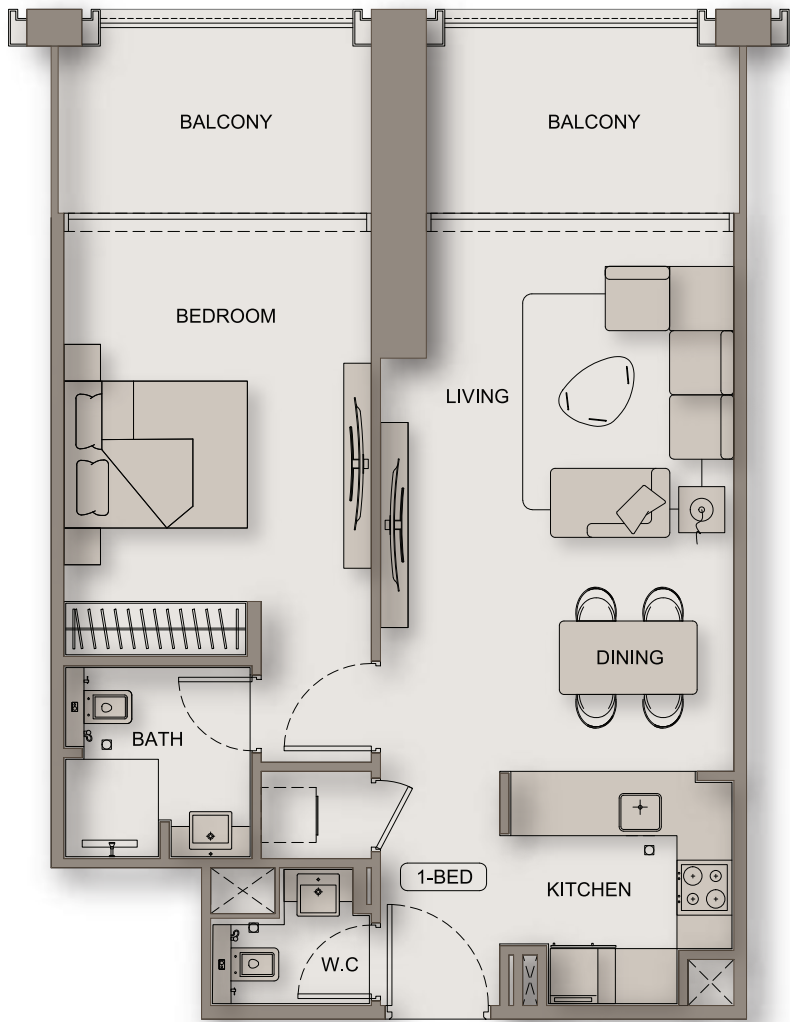 BALCONY
BALCONY
BEDROOM
LIVING
DINING
BATH
1-BED
KITCHEN
W.C